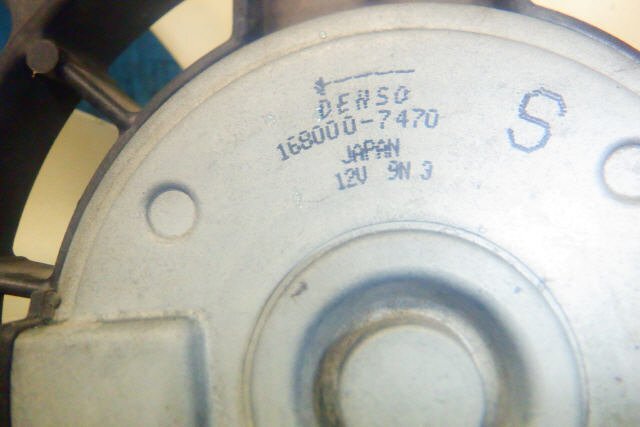 DENSO
168000-7470
JAPAN
12V 9N 3
S